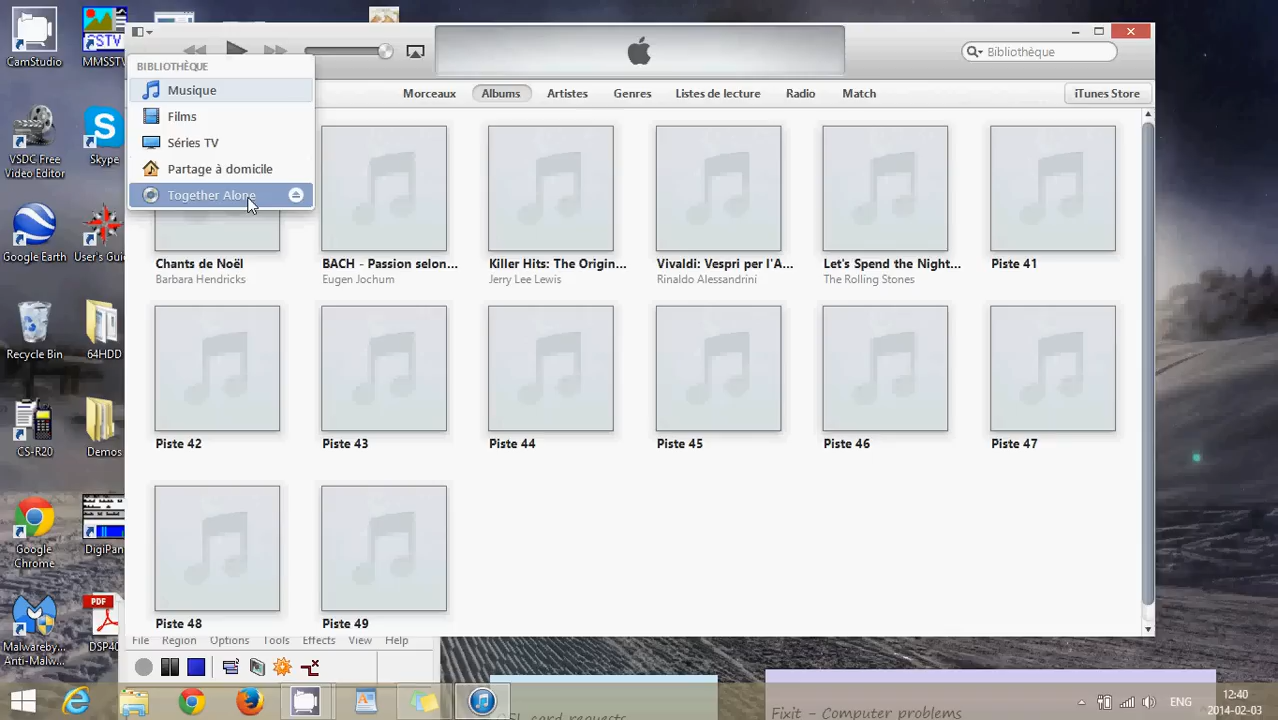 BIBLIOTHÈQUE
Musique
Films
Séries TV
Partage à domicile
Together Alone
Bibliothèque
Morceaux
Albums
Artistes
Genres
Listes de lecture
Radio
Match
iTunes Store
Chants de Noël
Barbara Hendricks
BACH - Passion selon...
Eugen Jochum
Killer Hits: The Origin...
Jerry Lee Lewis
Vivaldi: Vespri per l'A...
Rinaldo Alessandrini
Let's Spend the Night...
The Rolling Stones
Piste 41
Piste 42
Piste 43
Piste 44
Piste 45
Piste 46
Piste 47
Piste 48
Piste 49
CamStudio
MMSSTV
SSTV
VSDC Free
Video Editor
Skype
Google Earth
User's Gui
Recycle Bin
64HDD
CS-R20
Demos
Google
Chrome
DigiPan
Malwareby...
Anti-Malw...
PDF
DSP40
File Region Options Tools Effects View Help
QSL card requests
Fixit - Computer problems
ENG
12:40
2014-02-03